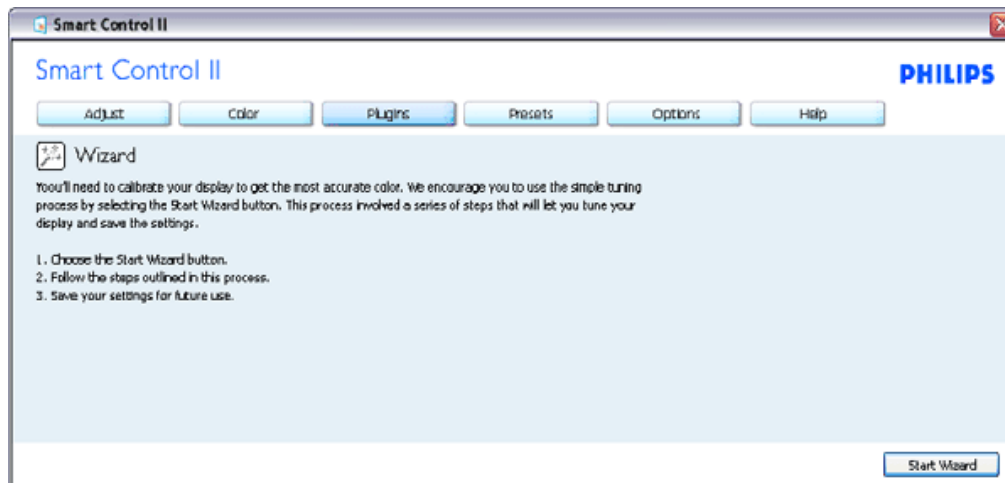 Smart Control II
Smart Control II
PHILIPS
Adjust Color Plugins Presets Options Help
Wizard
Yoou'll need to calibrate your display to get the most accurate color. We encourage you to use the simple tuning
process by selecting the Start Wizard button. This process involved a series of steps that will let you tune your
display and save the settings.
1. Choose the Start Wizard button.
2. Follow the steps outlined in this process.
3. Save your settings for future use.
Start Wizard